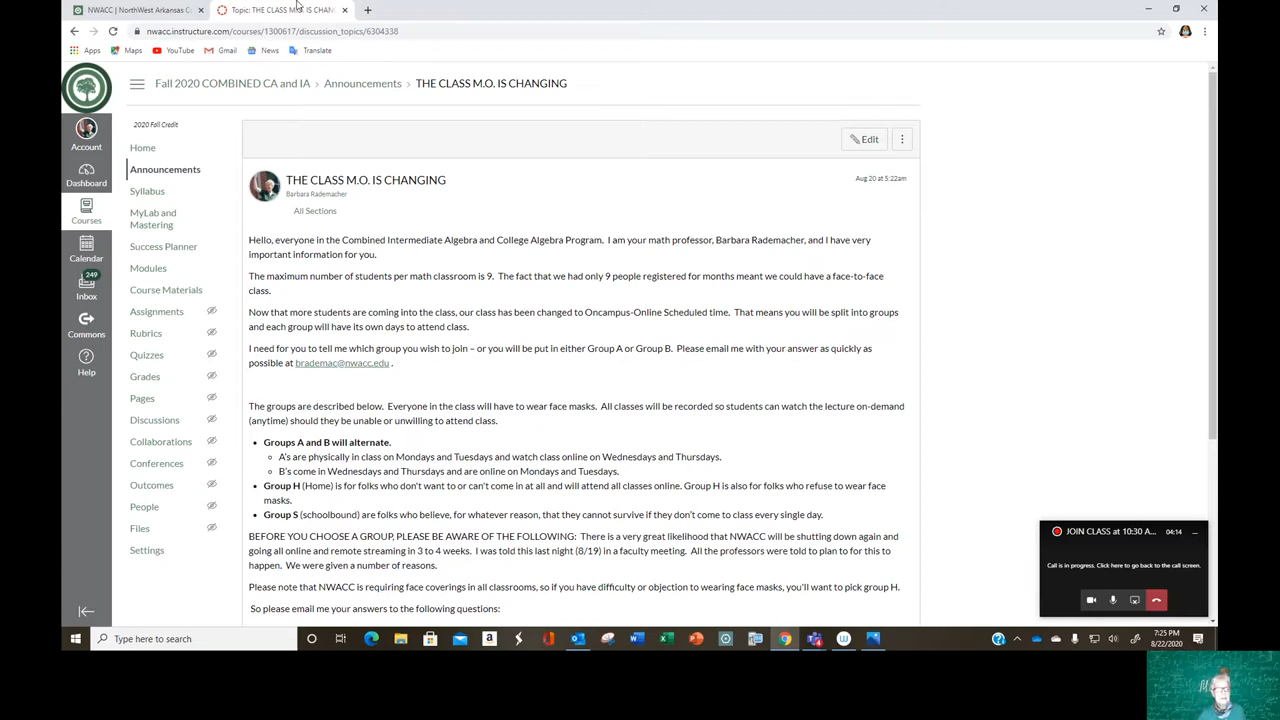 NWACC | NorthWest Arkansas C
Topic: THE CLASS M.O. IS CHAN
nwacc.instructure.com/courses/1300617/discussion_topics/6304338
Apps
Maps
YouTube
Gmail
News
Translate
Fall 2020 COMBINED CA and IA › Announcements › THE CLASS M.O. IS CHANGING
2020 Fall Credit
Account
Dashboard
Courses
Calendar
249
Inbox
Commons
Help
Home
Announcements
Syllabus
MyLab and
Mastering
Success Planner
Modules
Course Materials
Assignments
Rubrics
Quizzes
Grades
Pages
Discussions
Collaborations
Conferences
Outcomes
People
Files
Settings
Edit
THE CLASS M.O. IS CHANGING
Aug 20 at 5:22am
Barbara Rademacher
All Sections
Hello, everyone in the Combined Intermediate Algebra and College Algebra Program. I am your math professor, Barbara Rademacher, and I have very
important information for you.
The maximum number of students per math classroom is 9. The fact that we had only 9 people registered for months meant we could have a face-to-face
class.
Now that more students are coming into the class, our class has been changed to Oncampus-Online Scheduled time. That means you will be split into groups
and each group will have its own days to attend class.
I need for you to tell me which group you wish to join – or you will be put in either Group A or Group B. Please email me with your answer as quickly as
possible at brademac@nwacc.edu .
The groups are described below. Everyone in the class will have to wear face masks. All classes will be recorded so students can watch the lecture on-demand
(anytime) should they be unable or unwilling to attend class.
• Groups A and B will alternate.
◦ A's are physically in class on Mondays and Tuesdays and watch class online on Wednesdays and Thursdays.
◦ B's come in Wednesdays and Thursdays and are online on Mondays and Tuesdays.
• Group H (Home) is for folks who don't want to or can't come in at all and will attend all classes online. Group H is also for folks who refuse to wear face
masks.
• Group S (schoolbound) are folks who believe, for whatever reason, that they cannot survive if they don't come to class every single day.
BEFORE YOU CHOOSE A GROUP, PLEASE BE AWARE OF THE FOLLOWING: There is a very great likelihood that NWACC will be shutting down again and
going all online and remote streaming in 3 to 4 weeks. I was told this last night (8/19) in a faculty meeting. All the professors were told to plan to for this to
happen. We were given a number of reasons.
Please note that NWACC is requiring face coverings in all classrooms, so if you have difficulty or objection to wearing face masks, you'll want to pick group H.
So please email me your answers to the following questions:
JOIN CLASS at 10:30 A... 04:14
Call is in progress. Click here to go back to the call screen.
Type here to search
7:25 PM
8/22/2020